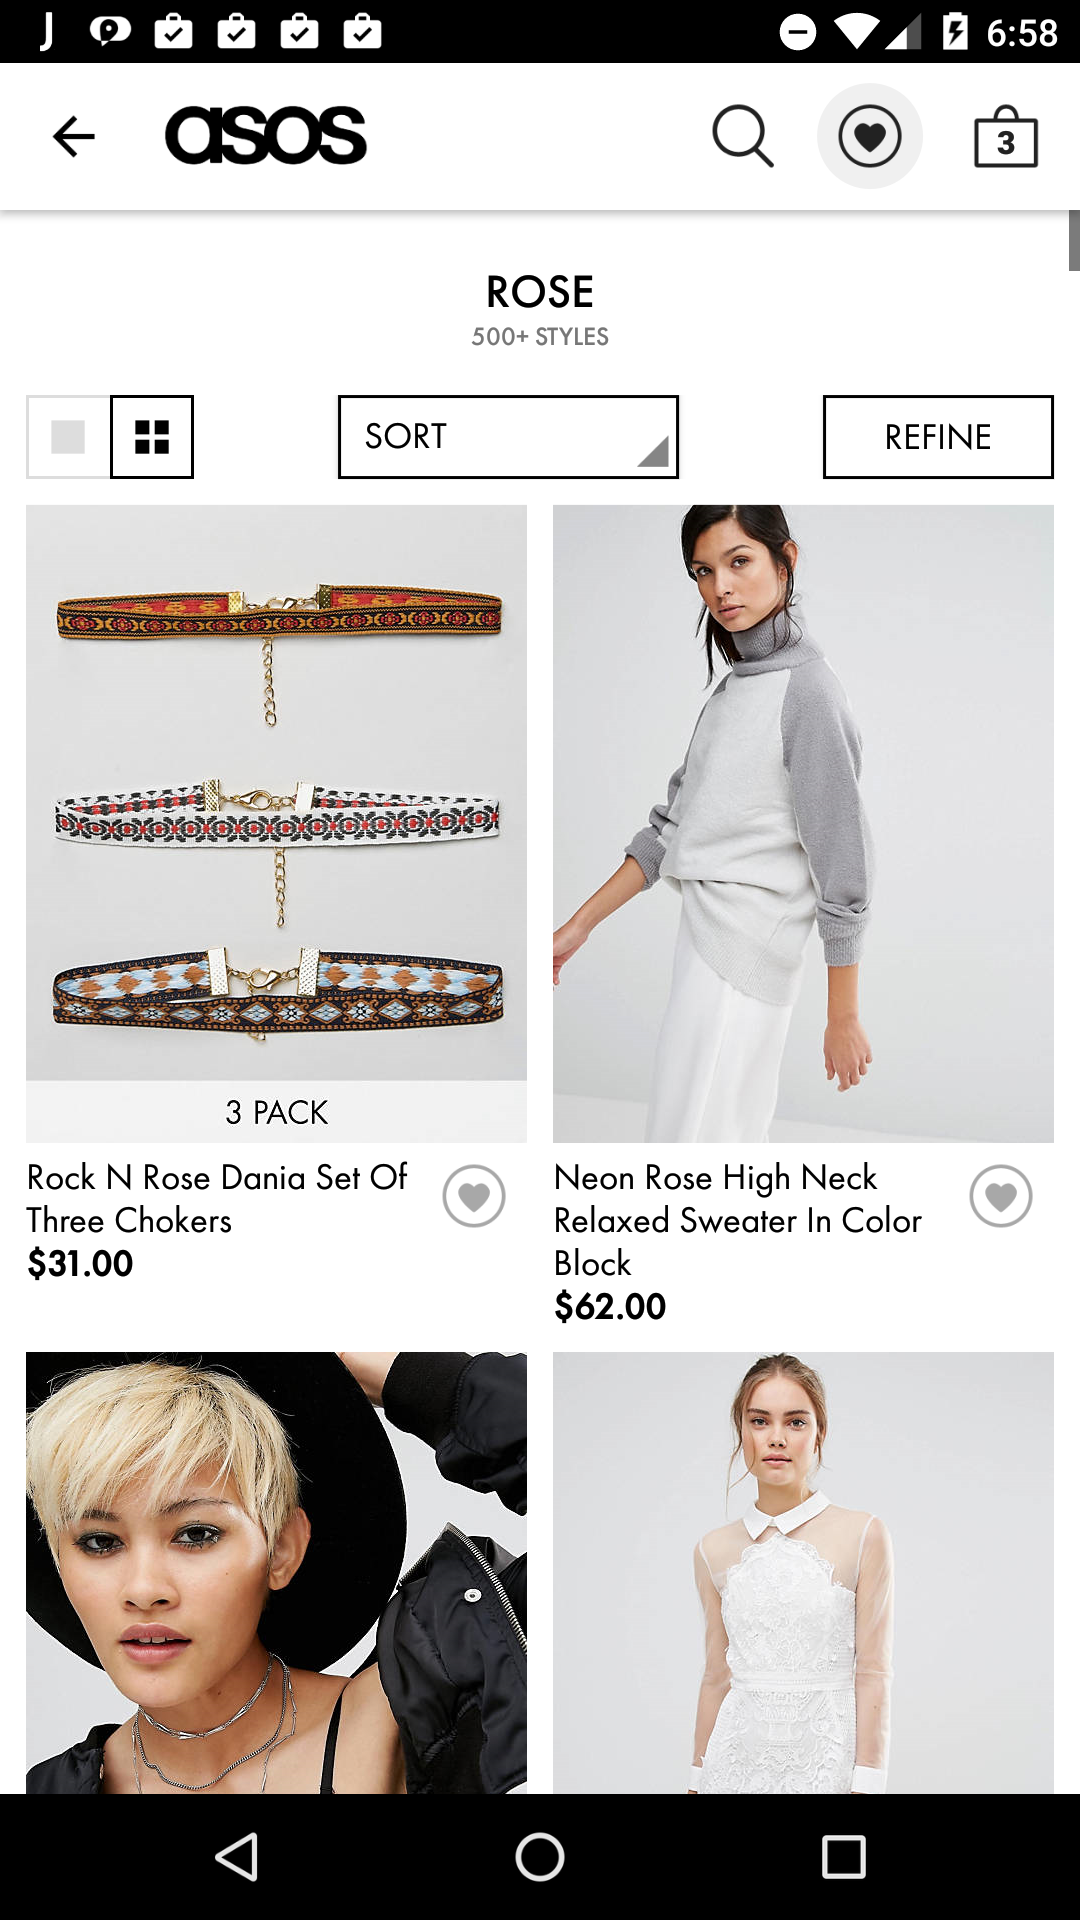 6:58
asos
3
ROSE
500+ STYLES
SORT
REFINE
3 PACK
Rock N Rose Dania Set Of
Three Chokers
$31.00
Neon Rose High Neck
Relaxed Sweater In Color
Block
$62.00